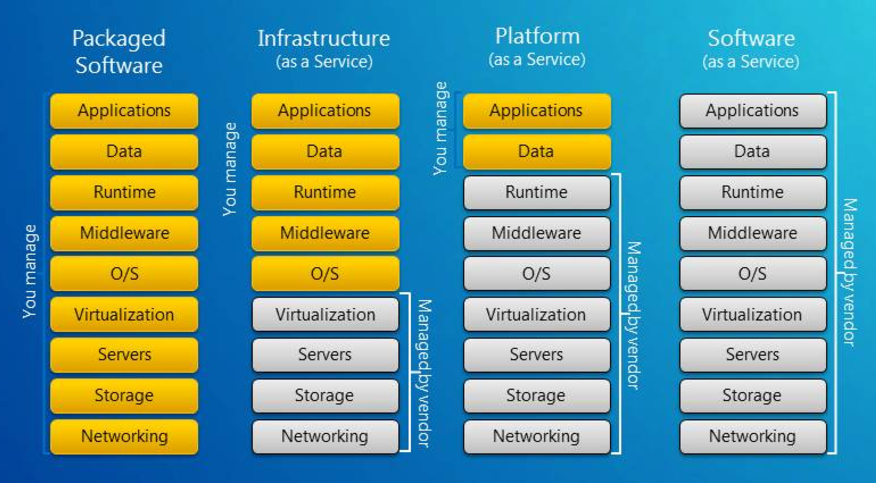 Packaged
Software
You manage
Applications
Data
Runtime
Middleware
O/S
Virtualization
Servers
Storage
Networking
Infrastructure
(as a Service)
You manage
Applications
Data
Runtime
Middleware
O/S
Virtualization
Servers
Storage
Networking
Managed by vendor
Platform
(as a Service)
You manage
Applications
Data
Runtime
Middleware
O/S
Virtualization
Servers
Storage
Networking
Managed by vendor
Software
(as a Service)
Applications
Data
Runtime
Middleware
O/S
Virtualization
Servers
Storage
Networking
Managed by vendor